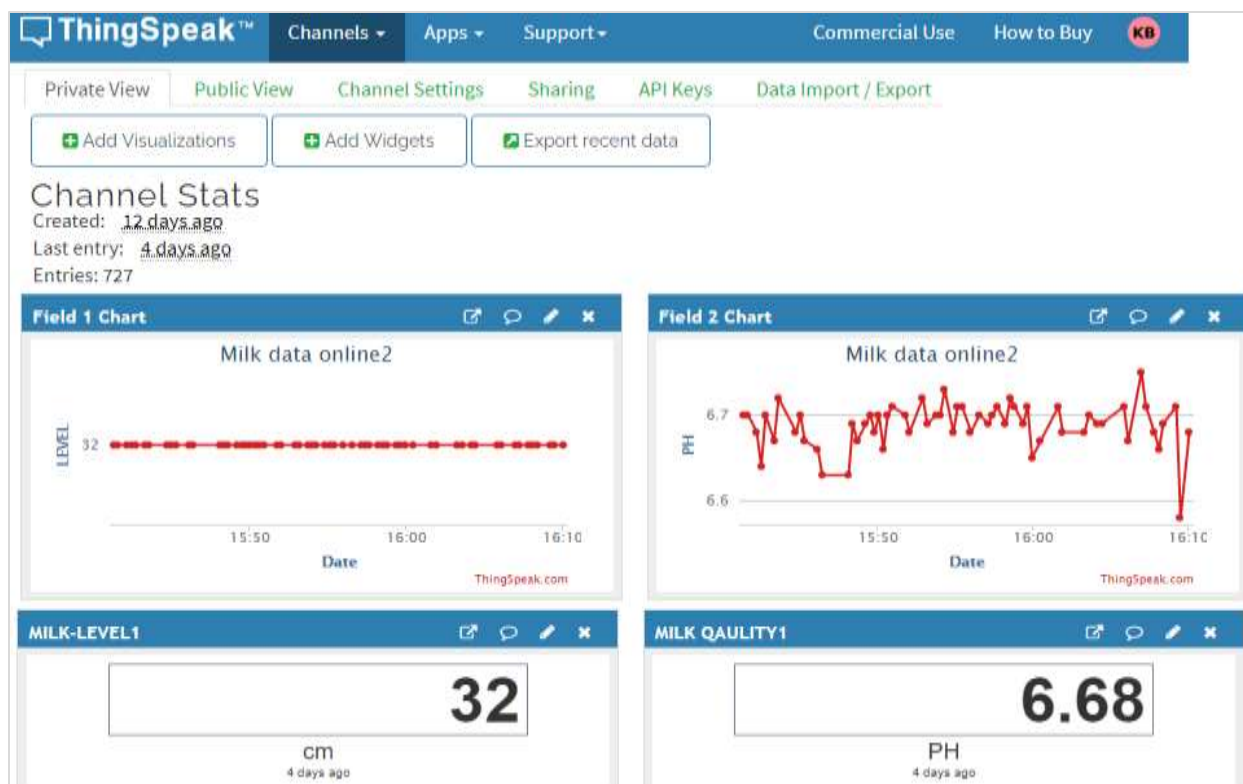 ThingSpeak™ Channels Apps Support Commercial Use How to Buy KB
Private View Public View Channel Settings Sharing API Keys Data Import / Export
Add Visualizations Add Widgets Export recent data
Channel Stats
Created: 12 days ago
Last entry: 4 days ago
Entries: 727
Field 1 Chart
Milk data online2
LEVEL
32
15:50 16:00 16:10
Date
ThingSpeak.com
Field 2 Chart
Milk data online2
PH
6.7
6.6
15:50 16:00 16:10
Date
ThingSpeak.com
MILK-LEVEL1
32
cm
4 days ago
MILK QAULITY1
6.68
PH
4 days ago